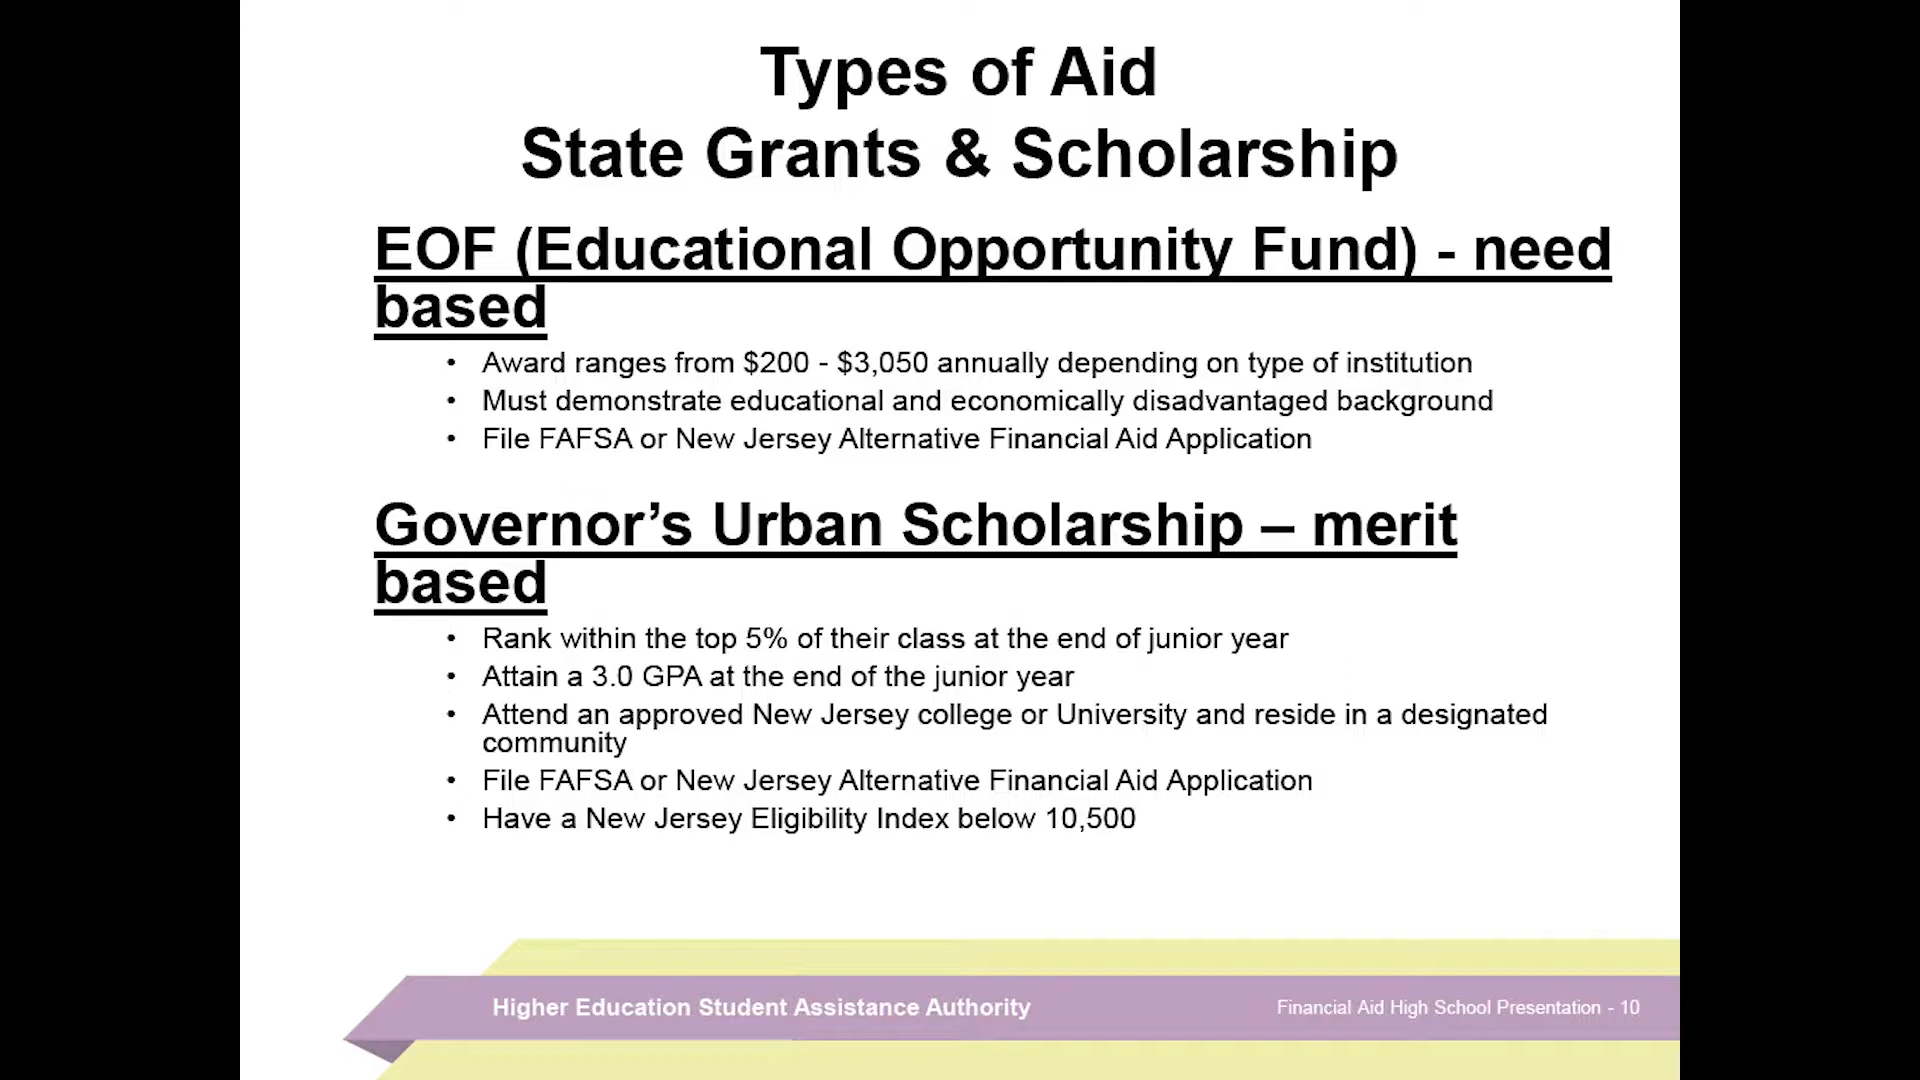 Types of Aid
State Grants & Scholarship
EOF (Educational Opportunity Fund) - need
based
• Award ranges from $200 - $3,050 annually depending on type of institution
• Must demonstrate educational and economically disadvantaged background
• File FAFSA or New Jersey Alternative Financial Aid Application
Governor’s Urban Scholarship – merit
based
• Rank within the top 5% of their class at the end of junior year
• Attain a 3.0 GPA at the end of the junior year
• Attend an approved New Jersey college or University and reside in a designated
community
• File FAFSA or New Jersey Alternative Financial Aid Application
• Have a New Jersey Eligibility Index below 10,500
Higher Education Student Assistance Authority
Financial Aid High School Presentation - 10